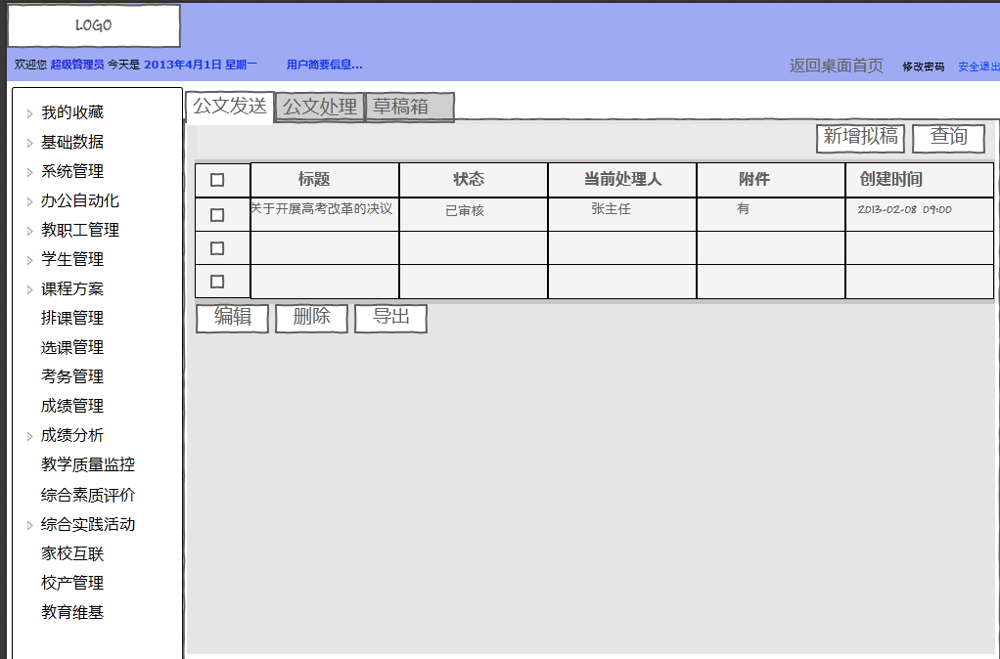 LOGO
欢迎您 超级管理员 今天是 2013年4月1日 星期一 用户简要信息... 返回桌面首页 修改密码 安全退出
我的收藏
基础数据
系统管理
办公自动化
教职工管理
学生管理
课程方案
排课管理
选课管理
考务管理
成绩管理
成绩分析
教学质量监控
综合素质评价
综合实践活动
家校互联
校产管理
教育维基
公文发送 公文处理 草稿箱
新增拟稿 查询
标题 状态 当前处理人 附件 创建时间
关于开展高考改革的决议 已审核 张主任 有 2013-02-08 09:00
编辑 删除 导出